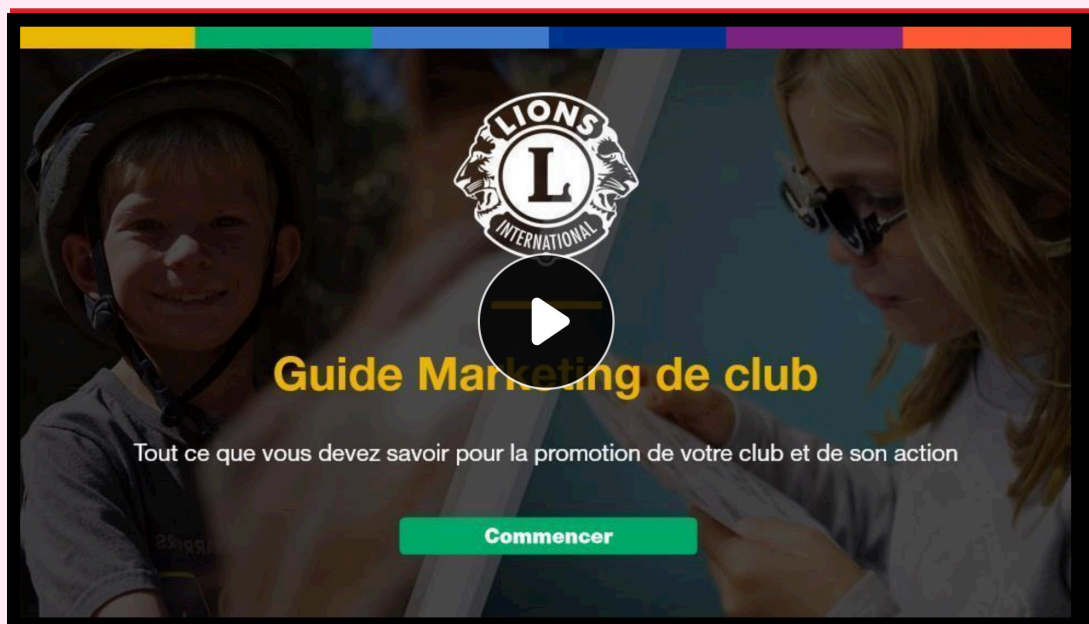 LIONS
L
INTERNATIONAL
Guide Marketing de club
Tout ce que vous devez savoir pour la promotion de votre club et de son action
Commencer